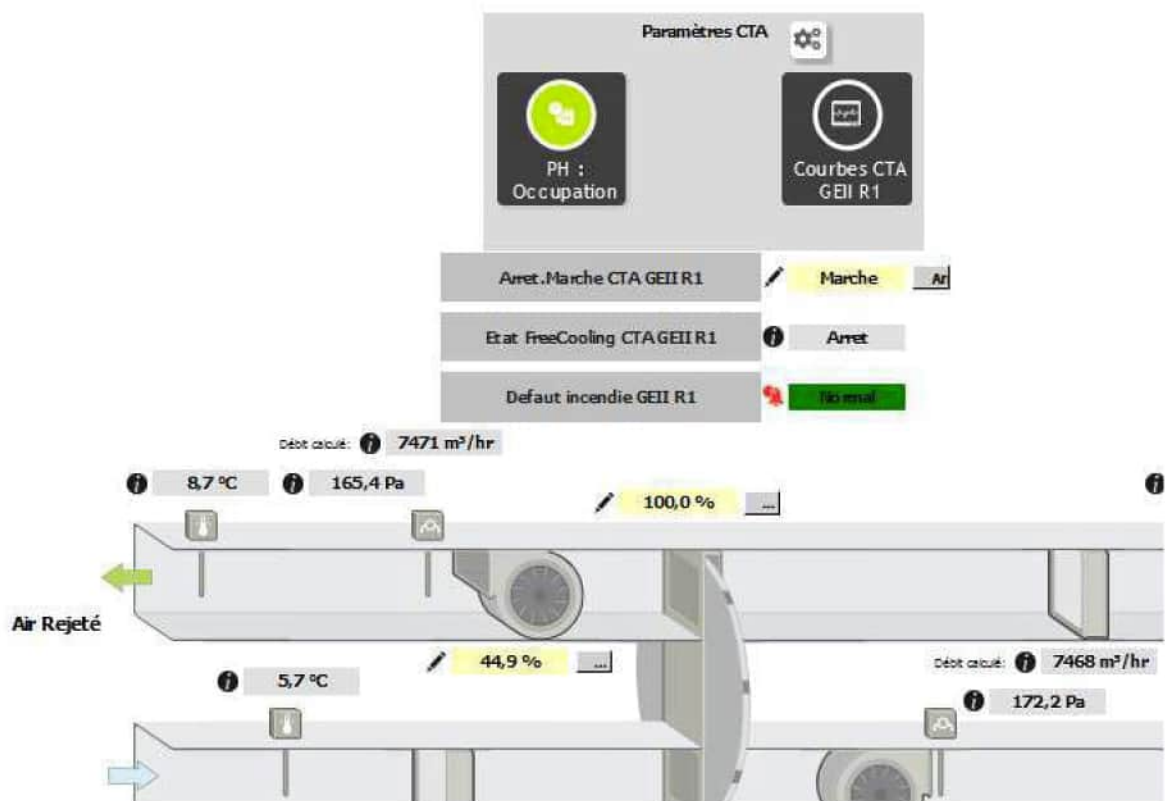 Paramètres CTA
PH :
Occupation
Courbes CTA
GEII R1
Arret.Marche CTA GEII R1
Marche
Ar
Etat FreeCooling CTA GEII R1
Arret
Defaut incendie GEII R1
Normal
Débit calculé:
7471 m³/hr
8,7 °C
165,4 Pa
100,0 %
...
Air Rejeté
44,9 %
...
Débit calculé:
7468 m³/hr
5,7 °C
172,2 Pa